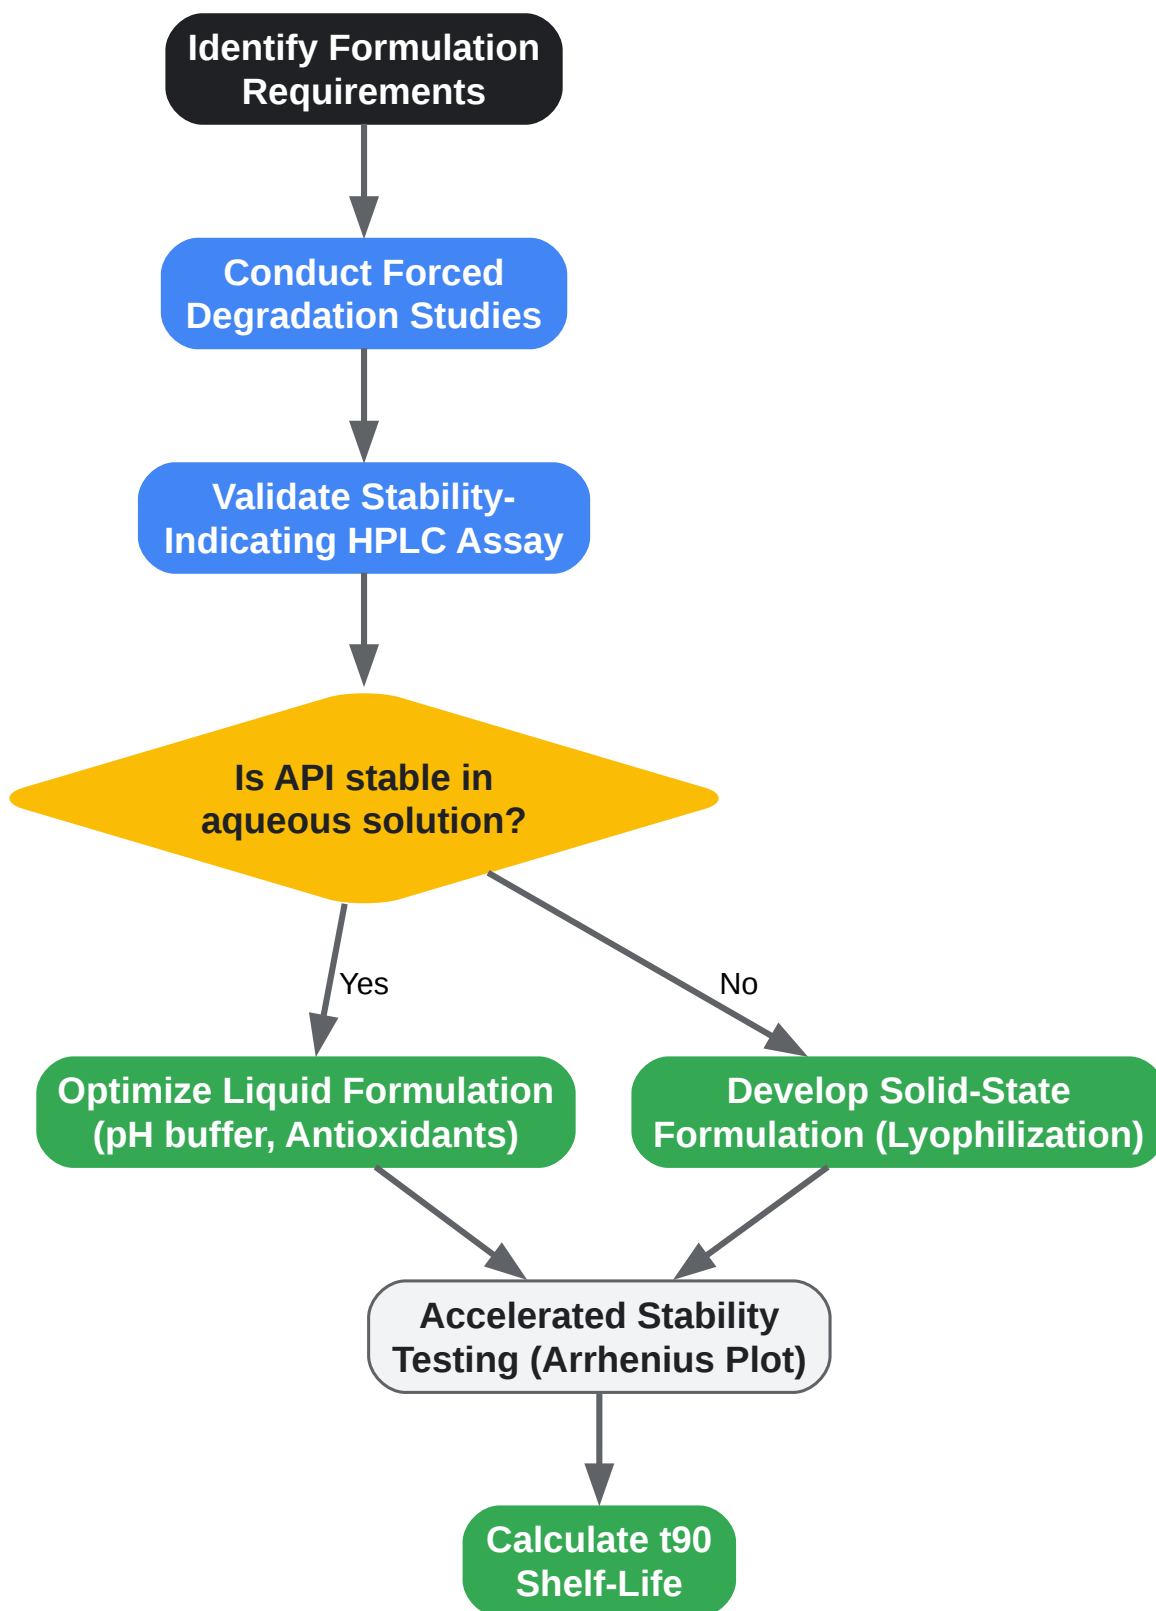 Identify Formulation
Requirements
Conduct Forced
Degradation Studies
Validate Stability-
Indicating HPLC Assay
Is API stable in
aqueous solution?
Yes
No
Optimize Liquid Formulation
(pH buffer, Antioxidants)
Develop Solid-State
Formulation (Lyophilization)
Accelerated Stability
Testing (Arrhenius Plot)
Calculate t90
Shelf-Life